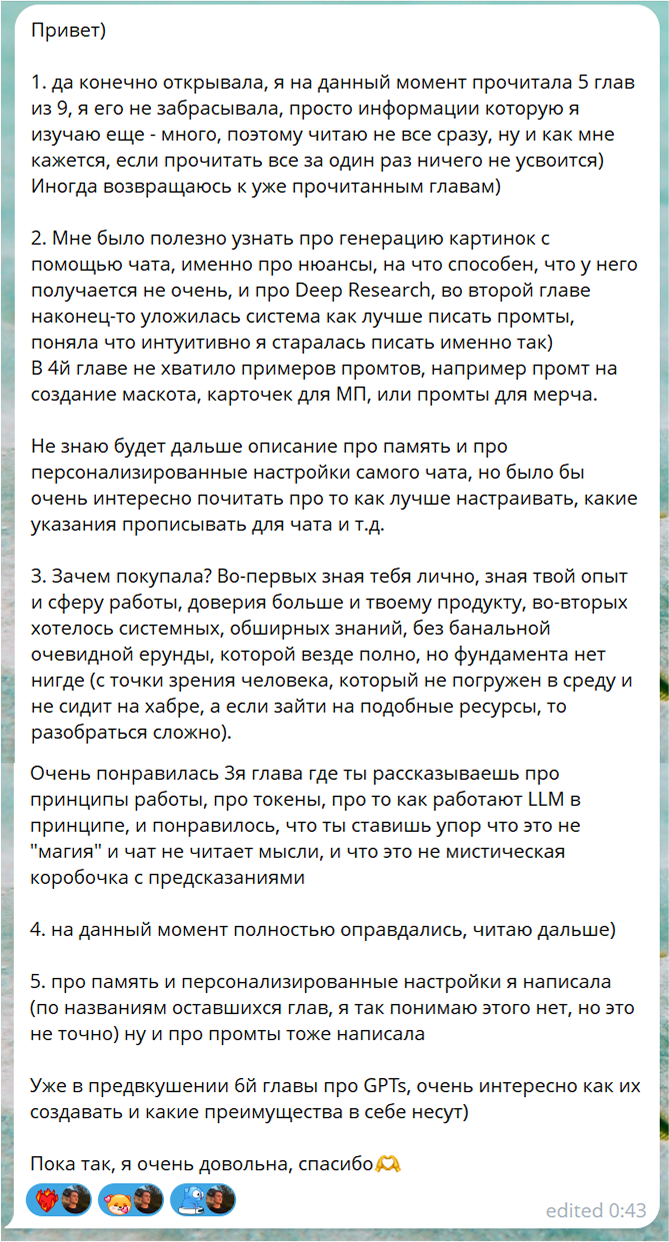 Привет)
1. да конечно открывала, я на данный момент прочитала 5 глав
из 9, я его не забрасывала, просто информации которую я
изучаю еще - много, поэтому читаю не все сразу, ну и как мне
кажется, если прочитать все за один раз ничего не усвоится)
Иногда возвращаюсь к уже прочитанным главам)
2. Мне было полезно узнать про генерацию картинок с
помощью чата, именно про нюансы, на что способен, что у него
получается не очень, и про Deep Research, во второй главе
наконец-то уложилась система как лучше писать промты,
поняла что интуитивно я старалась писать именно так)
В 4й главе не хватило примеров промтов, например промт на
создание маскота, карточек для МП, или промты для мерча.
Не знаю будет дальше описание про память и про
персонализированные настройки самого чата, но было бы
очень интересно почитать про то как лучше настраивать, какие
указания прописывать для чата и т.д.
3. Зачем покупала? Во-первых зная тебя лично, зная твой опыт
и сферу работы, доверия больше и твоему продукту, во-вторых
хотелось системных, обширных знаний, без банальной
очевидной ерунды, которой везде полно, но фундамента нет
нигде (с точки зрения человека, который не погружен в среду и
не сидит на хабре, а если зайти на подобные ресурсы, то
разобраться сложно).
Очень понравилась 3я глава где ты рассказываешь про
принципы работы, про токены, про то как работают LLM в
принципе, и понравилось, что ты ставишь упор что это не
"магия" и чат не читает мысли, и что это не мистическая
коробочка с предсказаниями
4. на данный момент полностью оправдались, читаю дальше)
5. про память и персонализированные настройки я написала
(по названиям оставшихся глав, я так понимаю этого нет, но это
не точно) ну и про промты тоже написала
Уже в предвкушении 6й главы про GPTs, очень интересно как их
создавать и какие преимущества в себе несут)
Пока так, я очень довольна, спасибо🫶
edited 0:43